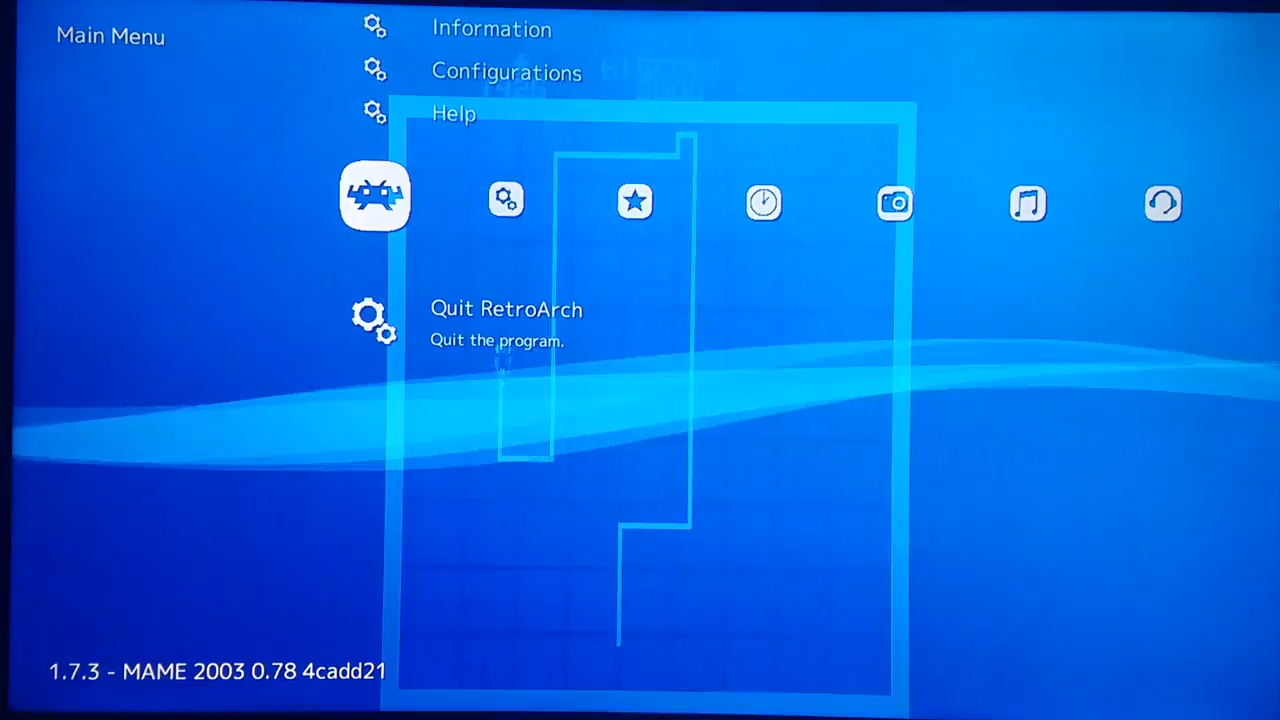 Main Menu
Information
Configurations
Help
Quit RetroArch
Quit the program.
1.7.3 - MAME 2003 0.78 4cadd21